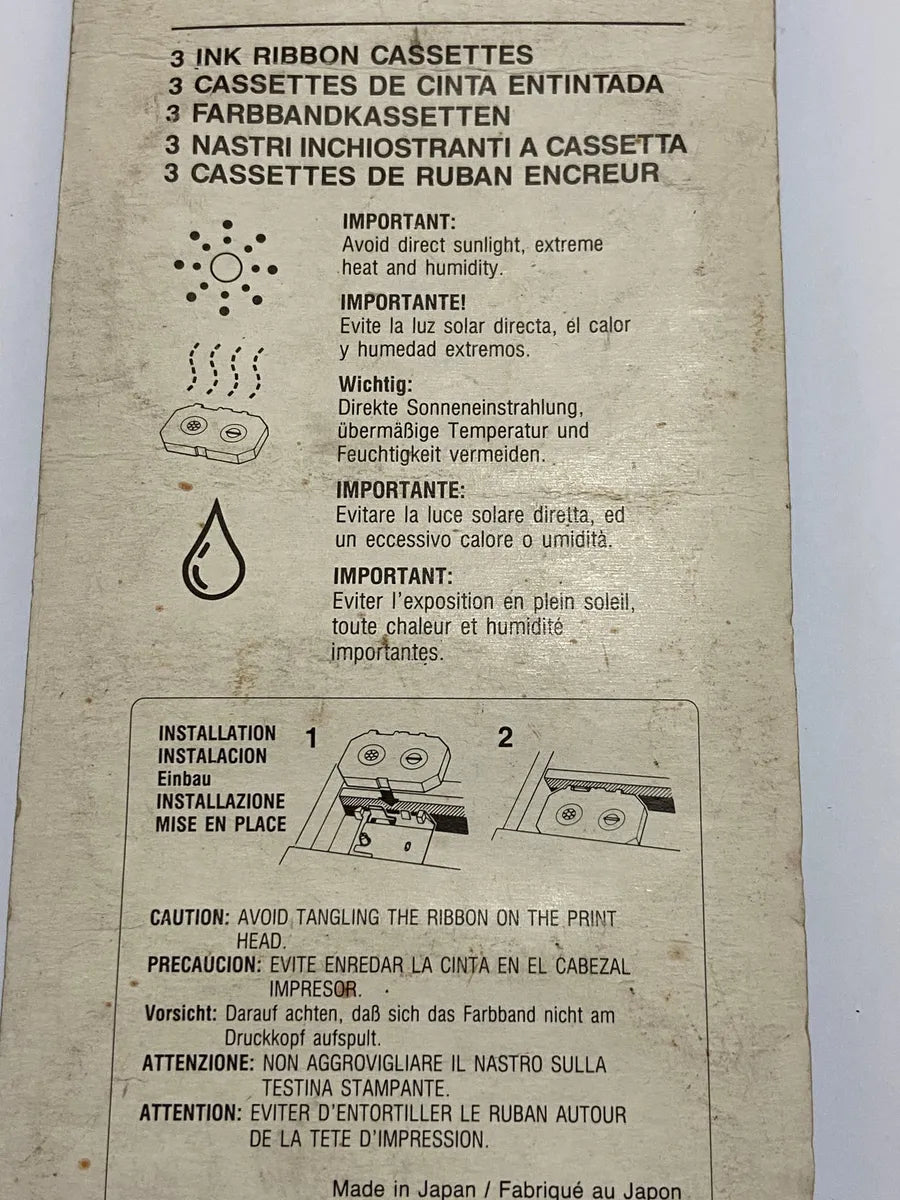 3 INK RIBBON CASSETTES
3 CASSETTES DE CINTA ENTINTADA
3 FARBBANDKASSETTEN
3 NASTRI INCHIOSTRANTI A CASSETTA
3 CASSETTES DE RUBAN ENCREUR
IMPORTANT:
Avoid direct sunlight, extreme
heat and humidity.
IMPORTANTE!
Evite la luz solar directa, el calor
y humedad extremos.
Wichtig:
Direkte Sonneneinstrahlung,
übermäßige Temperatur und
Feuchtigkeit vermeiden.
IMPORTANTE:
Evitare la luce solare diretta, ed
un eccessivo calore o umidità.
IMPORTANT:
Eviter l'exposition en plein soleil,
toute chaleur et humidité
importantes.
INSTALLATION
INSTALACION
Einbau
INSTALLAZIONE
MISE EN PLACE
1
2
CAUTION: AVOID TANGLING THE RIBBON ON THE PRINT
HEAD.
PRECAUCION: EVITE ENREDAR LA CINTA EN EL CABEZAL
IMPRESOR.
Vorsicht: Darauf achten, daß sich das Farbband nicht am
Druckkopf aufspult.
ATTENZIONE: NON AGGROVIGLIARE IL NASTRO SULLA
TESTINA STAMPANTE.
ATTENTION: EVITER D'ENTORTILLER LE RUBAN AUTOUR
DE LA TETE D'IMPRESSION.
Made in Japan / Fabriqué au Japon